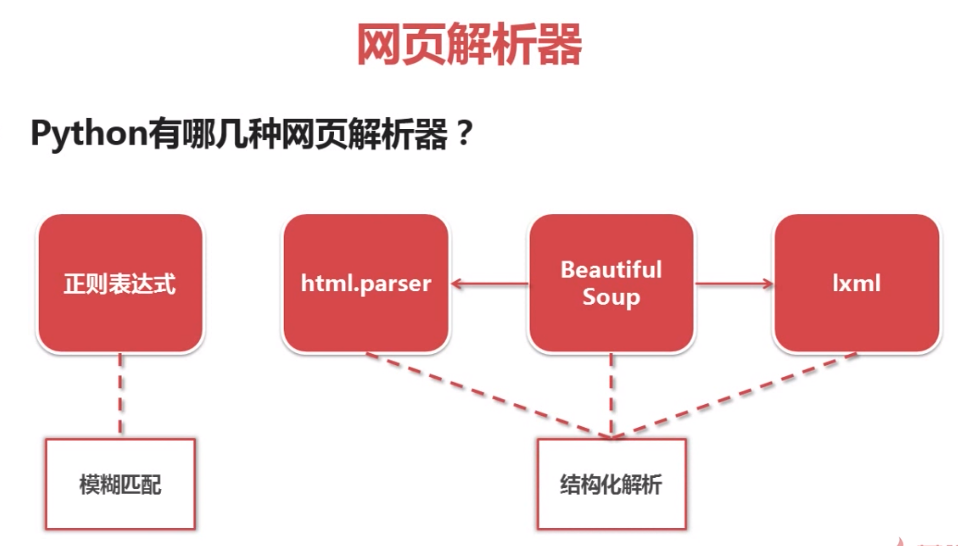 网页解析器
Python有哪几种网页解析器？
正则表达式
html.parser
Beautiful
Soup
lxml
模糊匹配
结构化解析